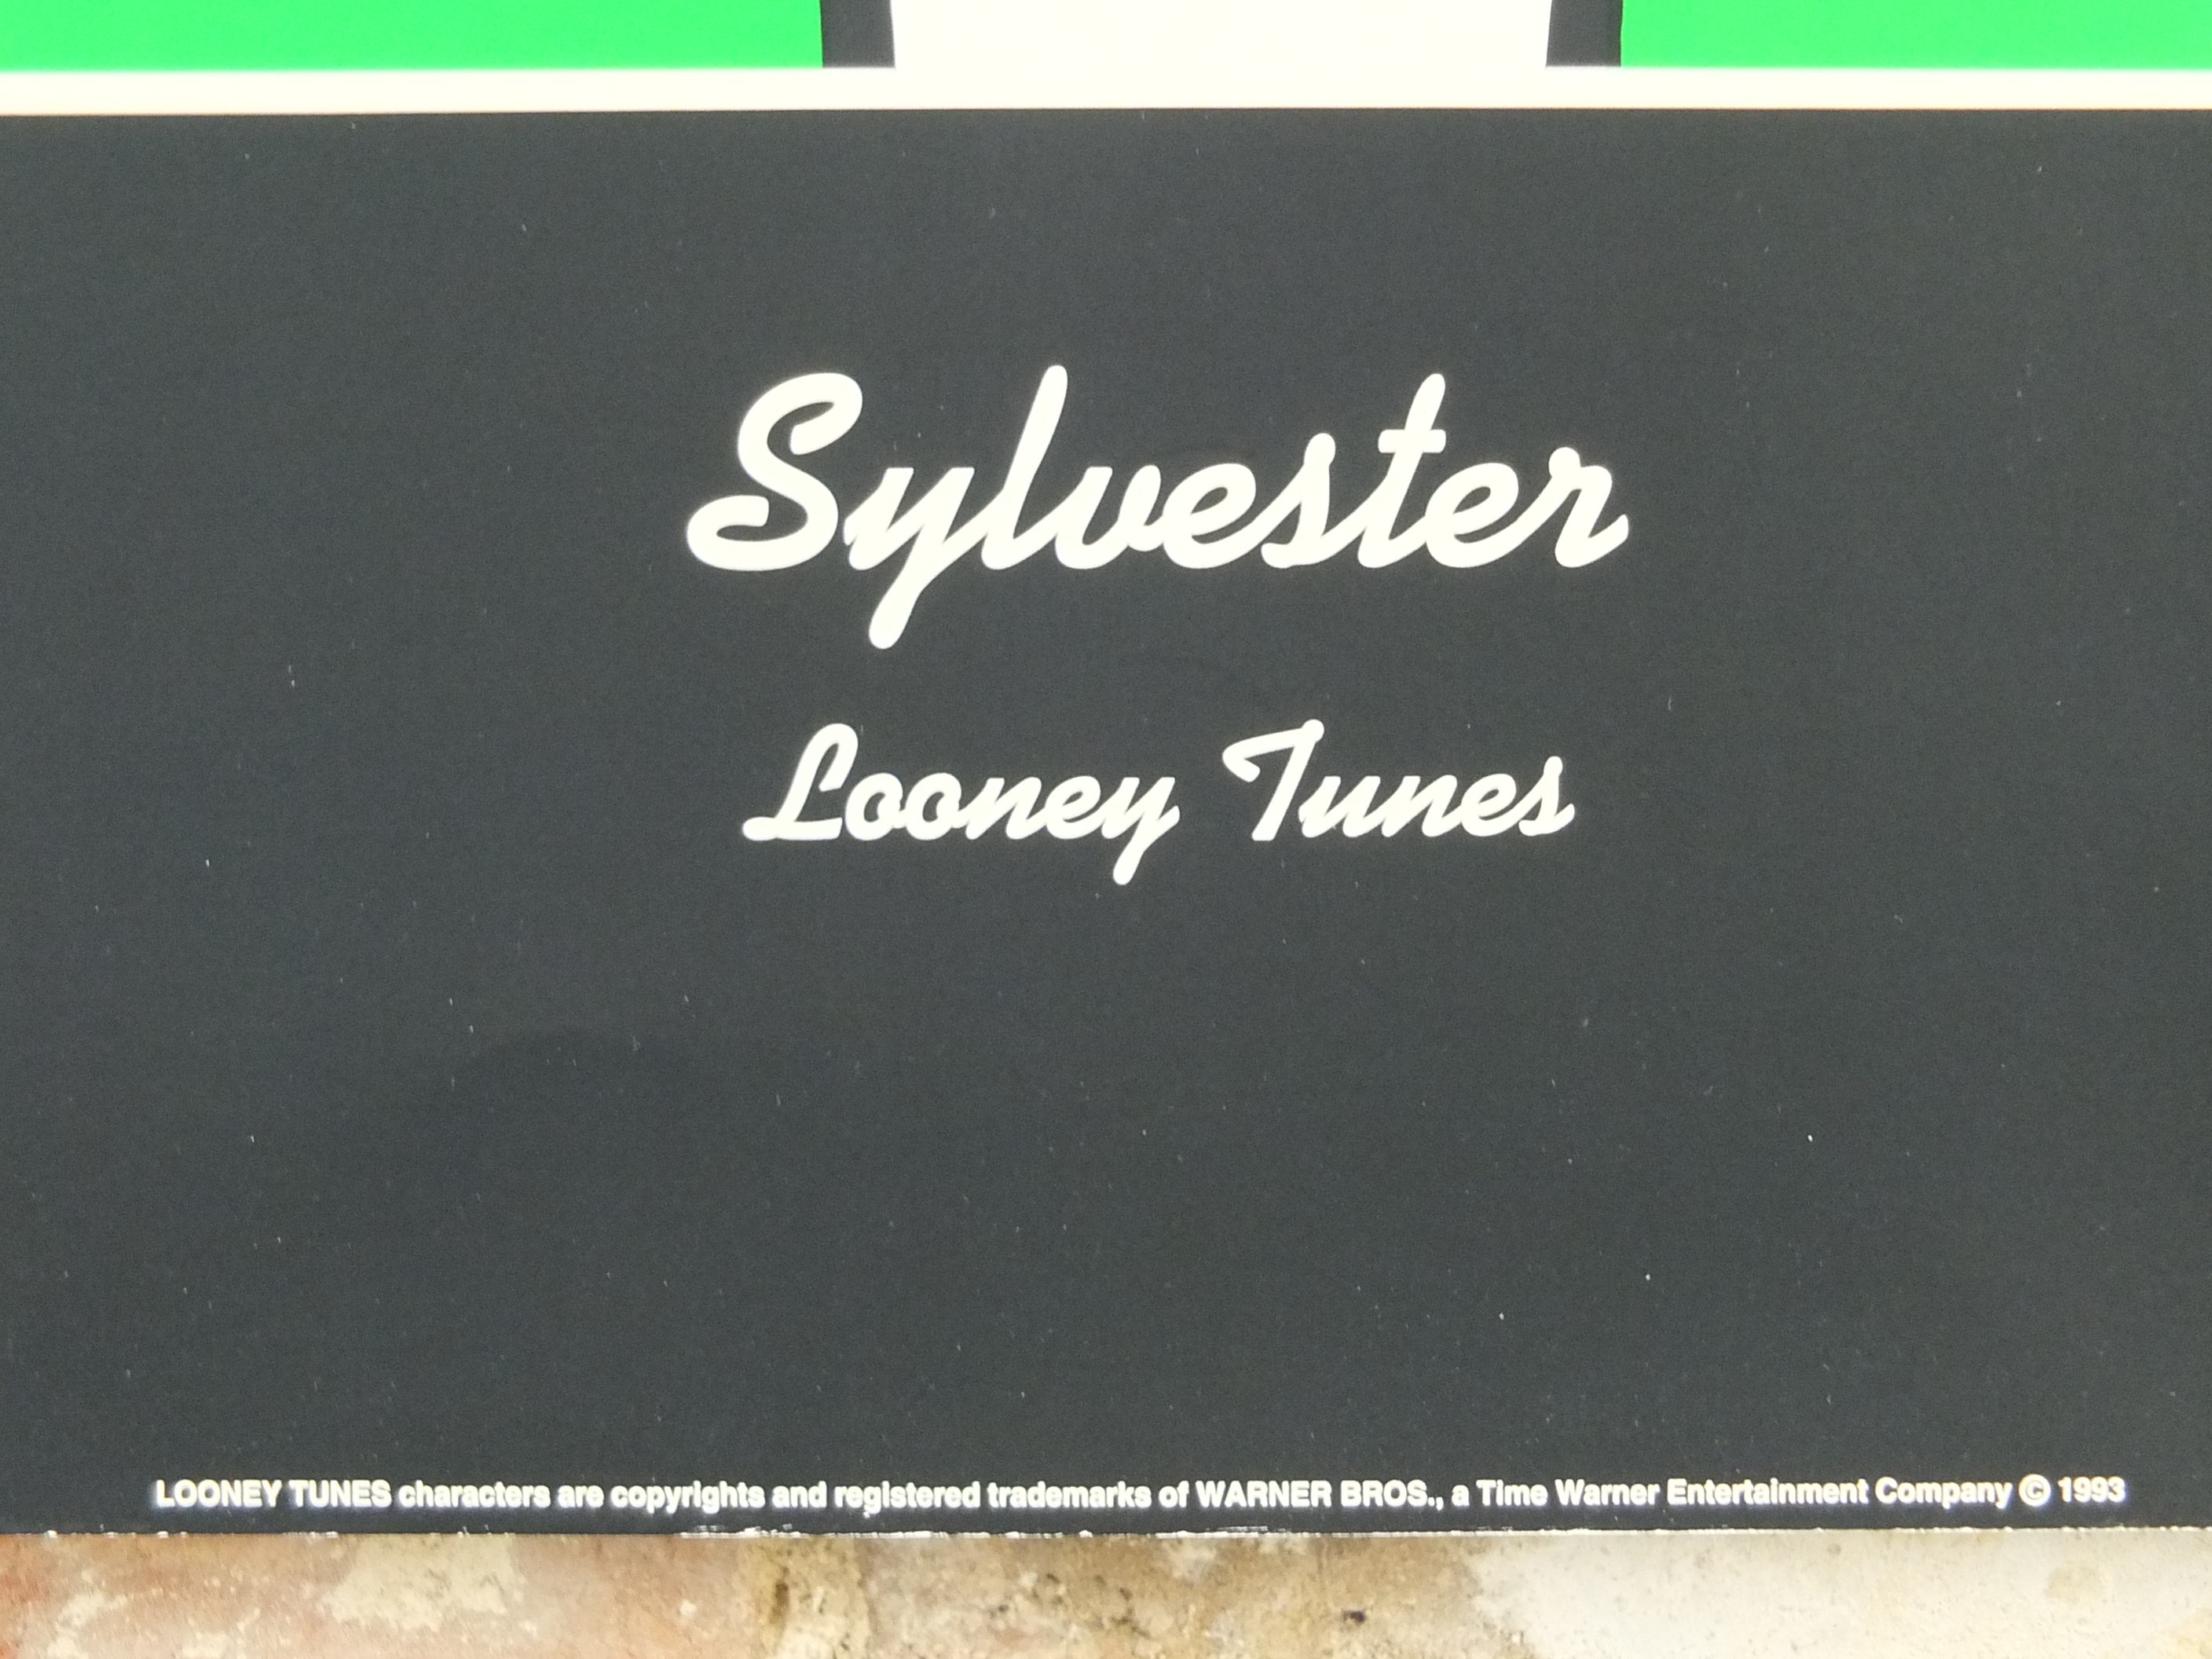 Sylvester
Looney Tunes
LOONEY TUNES characters are copyrights and registered trademarks of WARNER BROS., a Time Warner Entertainment Company © 1993